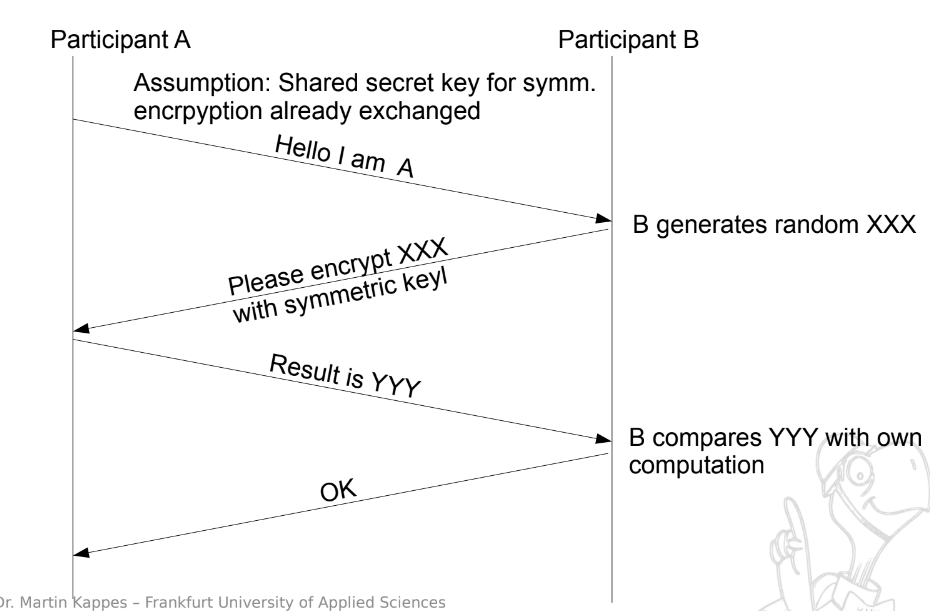 Participant A
Participant B
Assumption: Shared secret key for symm.
encrpyption already exchanged
Hello I am A
B generates random XXX
Please encrypt XXX
with symmetric keyl
Result is YYY
B compares YYY with own
computation
OK
Dr. Martin Kappes – Frankfurt University of Applied Sciences